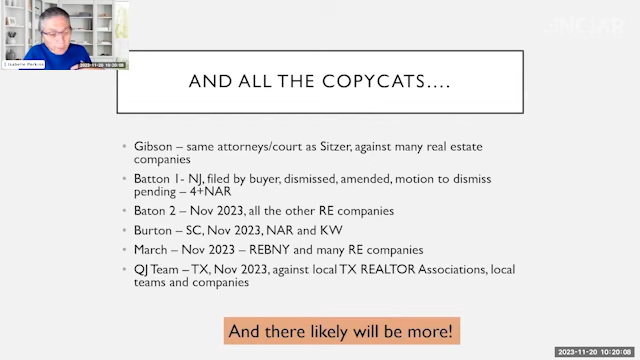 NCJAR
Isabelle Perkins
2023-11-20 10:20:08
AND ALL THE COPYCATS….
• Gibson – same attorneys/court as Sitzer, against many real estate
companies
• Batton 1- NJ, filed by buyer, dismissed, amended, motion to dismiss
pending – 4+NAR
• Baton 2 – Nov 2023, all the other RE companies
• Burton – SC, Nov 2023, NAR and KW
• March – Nov 2023 – REBNY and many RE companies
• QJ Team – TX, Nov 2023, against local TX REALTOR Associations, local
teams and companies
And there likely will be more!
2023-11-20 10:20:08